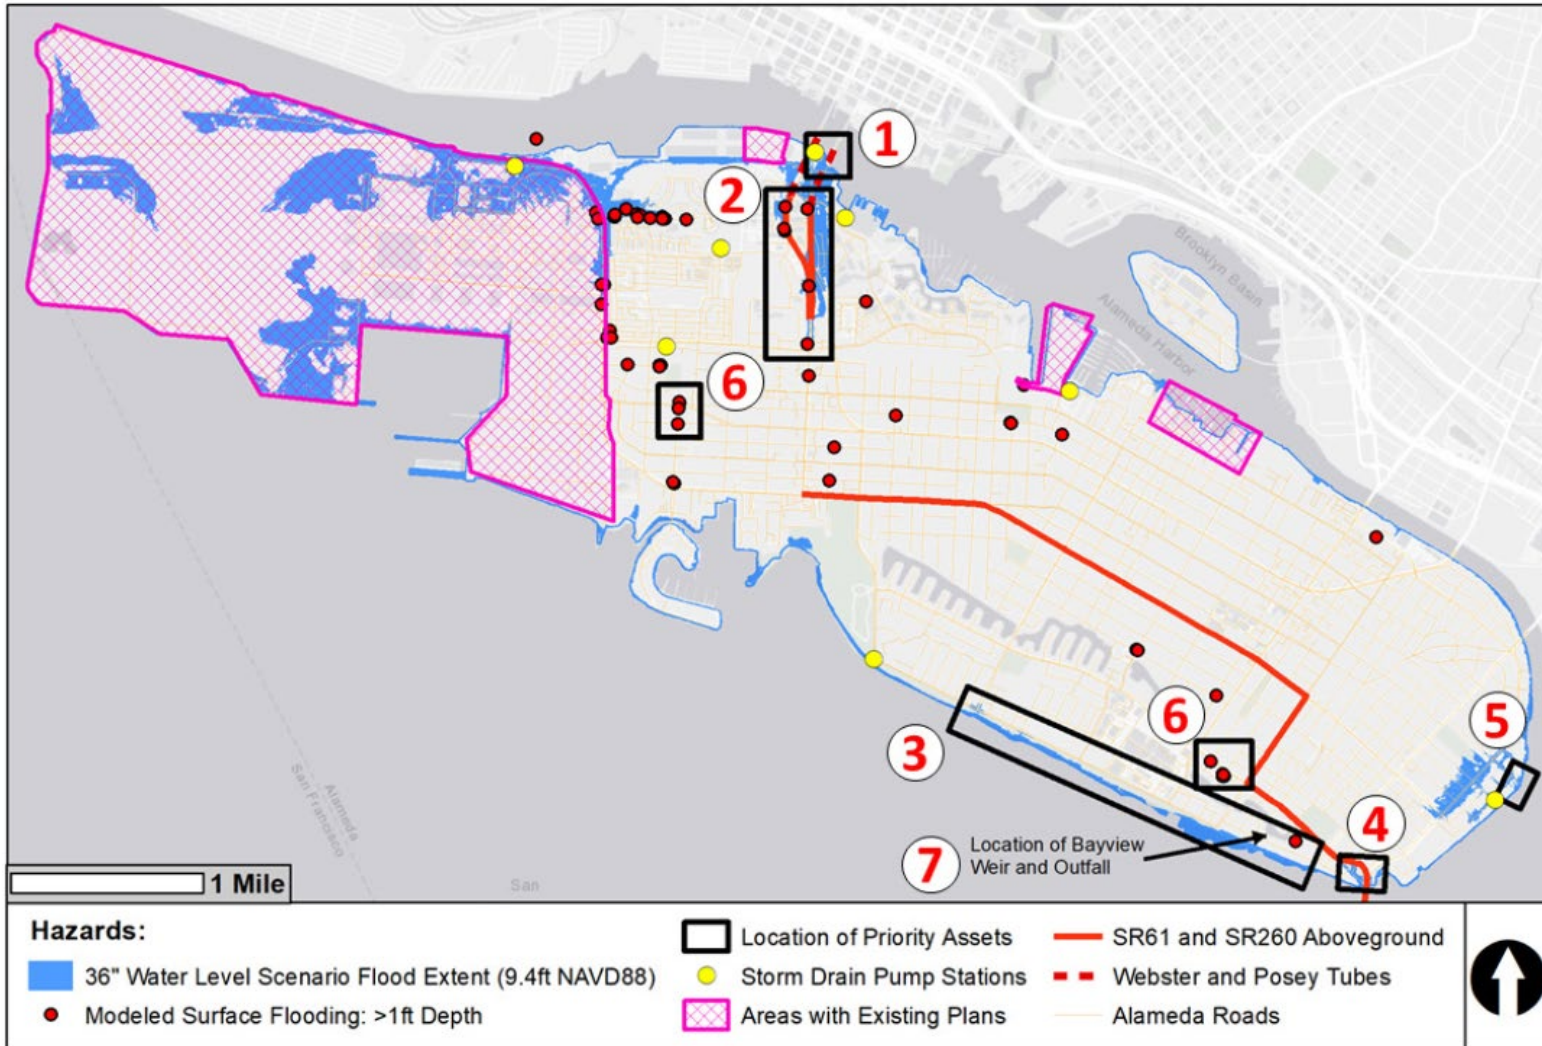 1
2
Brooklyn Basin
Alameda Harbor
6
5
6
3
4
Alameda
San Francisco
7
Location of Bayview
Weir and Outfall
1 Mile
San
Hazards:
36" Water Level Scenario Flood Extent (9.4ft NAVD88)
Modeled Surface Flooding: >1ft Depth
Location of Priority Assets
Storm Drain Pump Stations
Areas with Existing Plans
SR61 and SR260 Aboveground
Webster and Posey Tubes
Alameda Roads